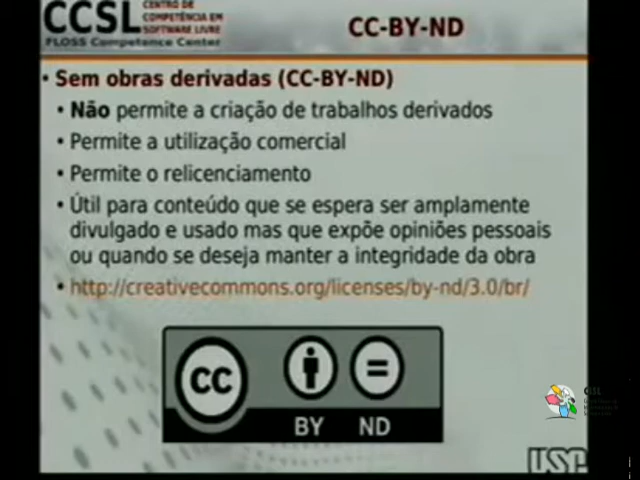 CCSL
CENTRO DE
COMPETÊNCIA EM
SOFTWARE LIVRE
FLOSS Competence Center
CC-BY-ND
• Sem obras derivadas (CC-BY-ND)
• Não permite a criação de trabalhos derivados
• Permite a utilização comercial
• Permite o relicenciamento
• Útil para conteúdo que se espera ser amplamente
divulgado e usado mas que expõe opiniões pessoais
ou quando se deseja manter a integridade da obra
• http://creativecommons.org/licenses/by-nd/3.0/br/
CC
BY ND
USP